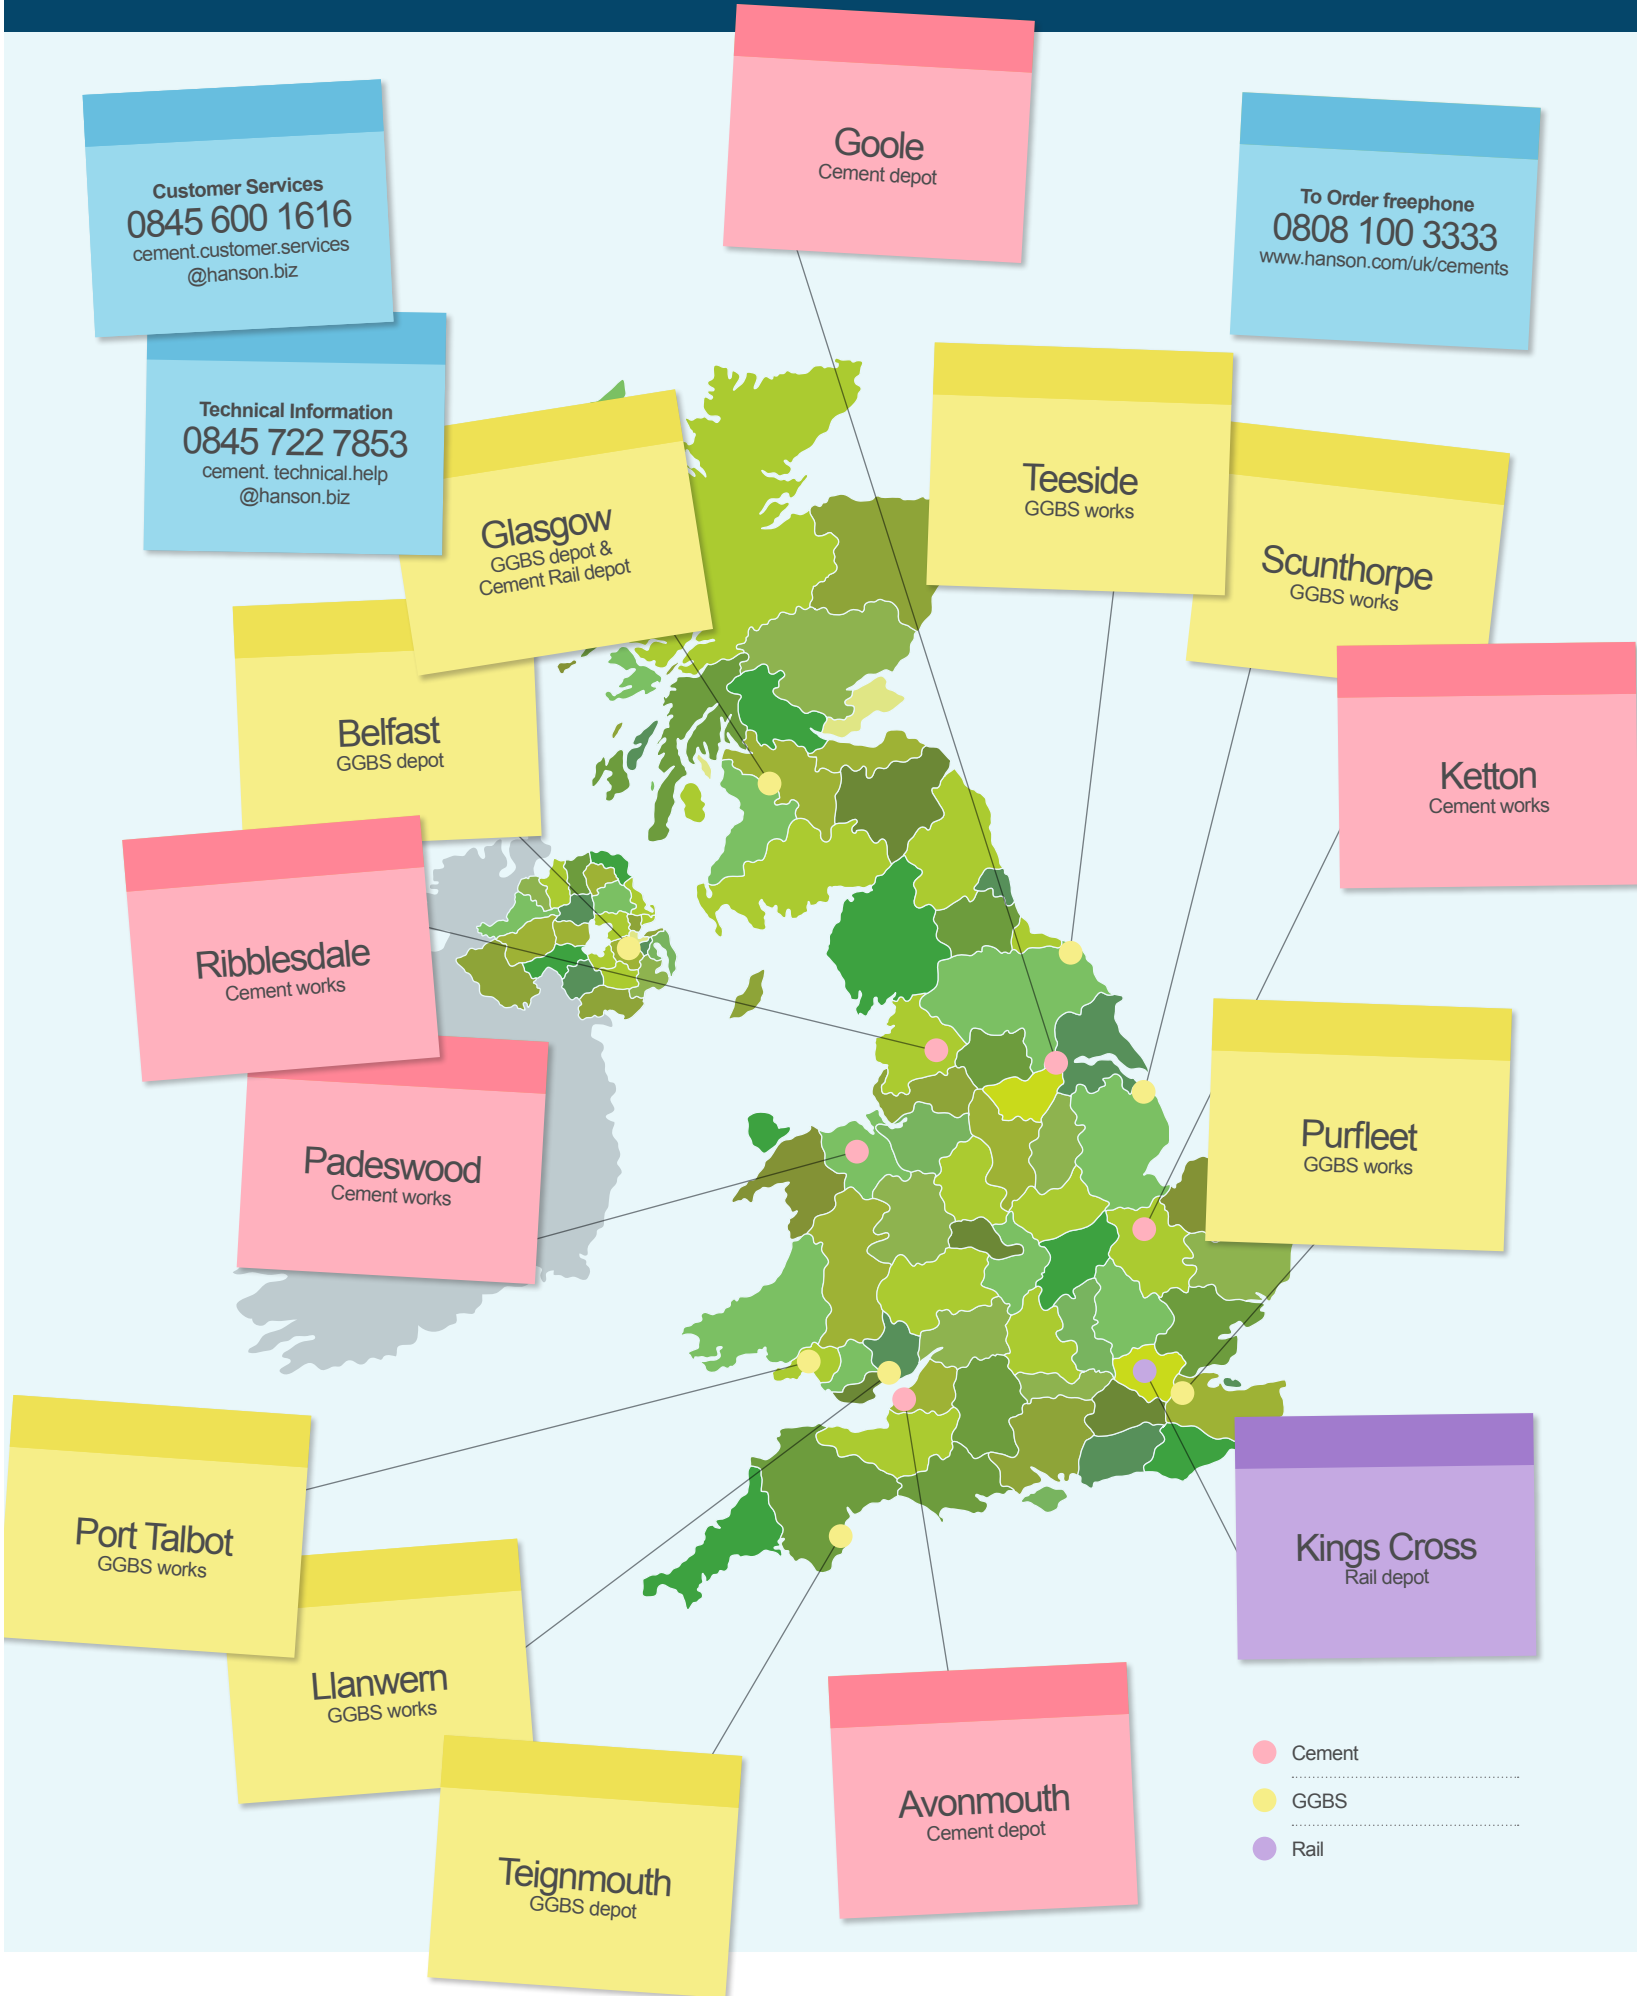 Goole
Cement depot
Customer Services
0845 600 1616
cement.customer.services
@hanson.biz
To Order freephone
0808 100 3333
www.hanson.com/uk/cements
Technical Information
0845 722 7853
cement. technical.help
@hanson.biz
Glasgow
GGBS depot &
Cement Rail depot
Teeside
GGBS works
Scunthorpe
GGBS works
Belfast
GGBS depot
Ketton
Cement works
Ribblesdale
Cement works
Padeswood
Cement works
Purfleet
GGBS works
Port Talbot
GGBS works
Kings Cross
Rail depot
Llanwern
GGBS works
Avonmouth
Cement depot
Teignmouth
GGBS depot
Cement
GGBS
Rail